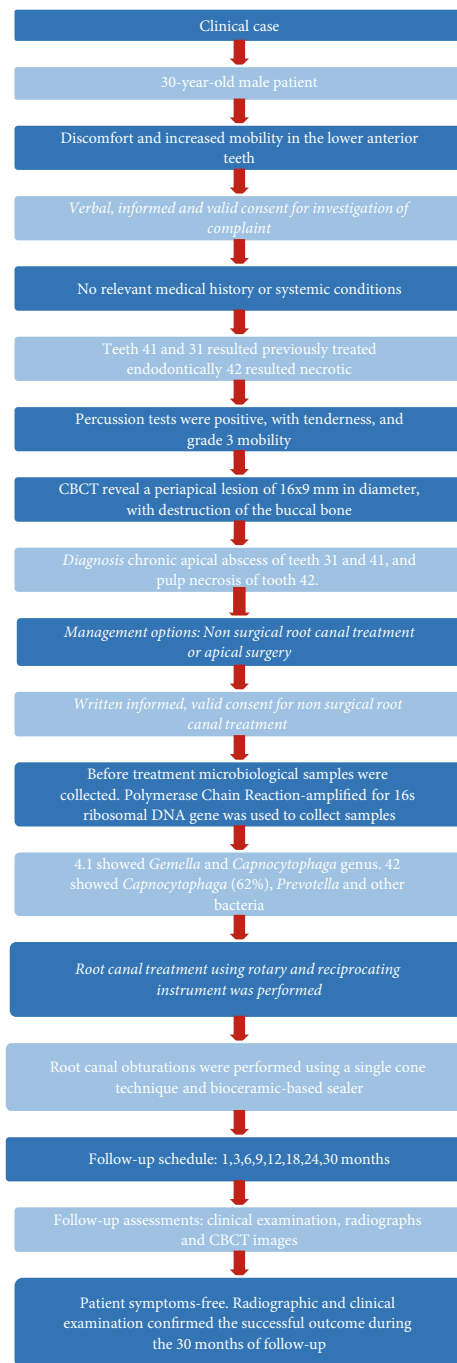 Clinical case
30-year-old male patient
Discomfort and increased mobility in the lower anterior
teeth
Verbal, informed and valid consent for investigation of
complaint
No relevant medical history or systemic conditions
Teeth 41 and 31 resulted previously treated
endodontically 42 resulted necrotic
Percussion tests were positive, with tenderness, and
grade 3 mobility
CBCT reveal a periapical lesion of 16x9 mm in diameter,
with destruction of the buccal bone
Diagnosis chronic apical abscess of teeth 31 and 41, and
pulp necrosis of tooth 42.
Management options: Non surgical root canal treatment
or apical surgery
Written informed, valid consent for non surgical root
canal treatment
Before treatment microbiological samples were
collected. Polymerase Chain Reaction-amplified for 16s
ribosomal DNA gene was used to collect samples
4.1 showed Gemella and Capnocytophaga genus. 42
showed Capnocytophaga (62%), Prevotella and other
bacteria
Root canal treatment using rotary and reciprocating
instrument was performed
Root canal obturations were performed using a single cone
technique and bioceramic-based sealer
Follow-up schedule: 1,3,6,9,12,18,24,30 months
Follow-up assessments: clinical examination, radiographs
and CBCT images
Patient symptoms-free. Radiographic and clinical
examination confirmed the successful outcome during
the 30 months of follow-up